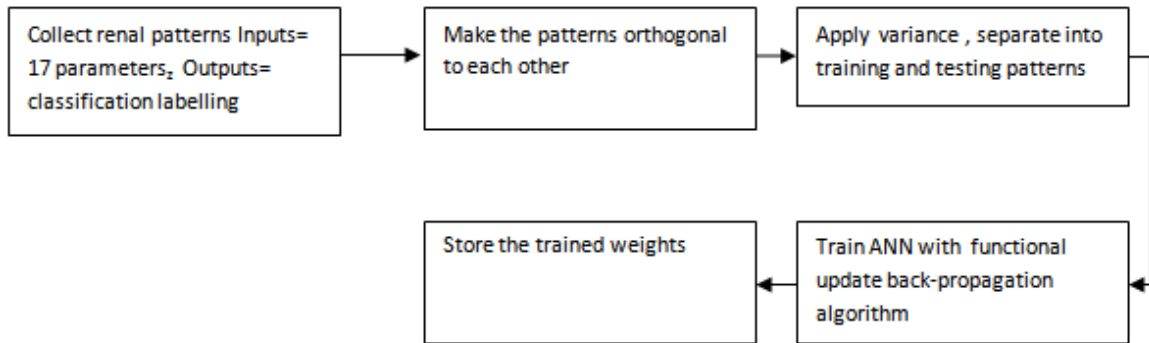 Collect renal patterns Inputs=
17 parameters, Outputs=
classification labelling
Make the patterns orthogonal
to each other
Apply variance , separate into
training and testing patterns
Train ANN with functional
update back-propagation
algorithm
Store the trained weights